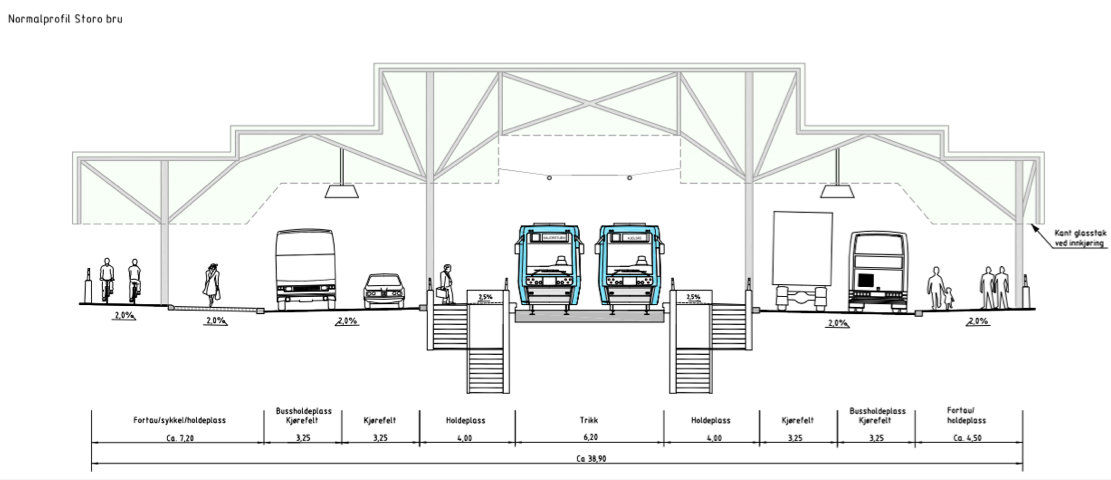 Normalprofil Storo bru
Kant glasstak
ved innkjøring
2,5%
2,5%
2,0%
2,0%
2,0%
2,0%
2,0%
Fortau/sykkel/holdeplass
Bussholdeplass
Kjørefelt
Kjørefelt
Holdeplass
Trikk
Holdeplass
Kjørefelt
Bussholdeplass
Kjørefelt
Fortau/
holdeplass
Ca. 7,20
3,25
3,25
4,00
6,20
4,00
3,25
3,25
Ca. 4,50
Ca 38,90